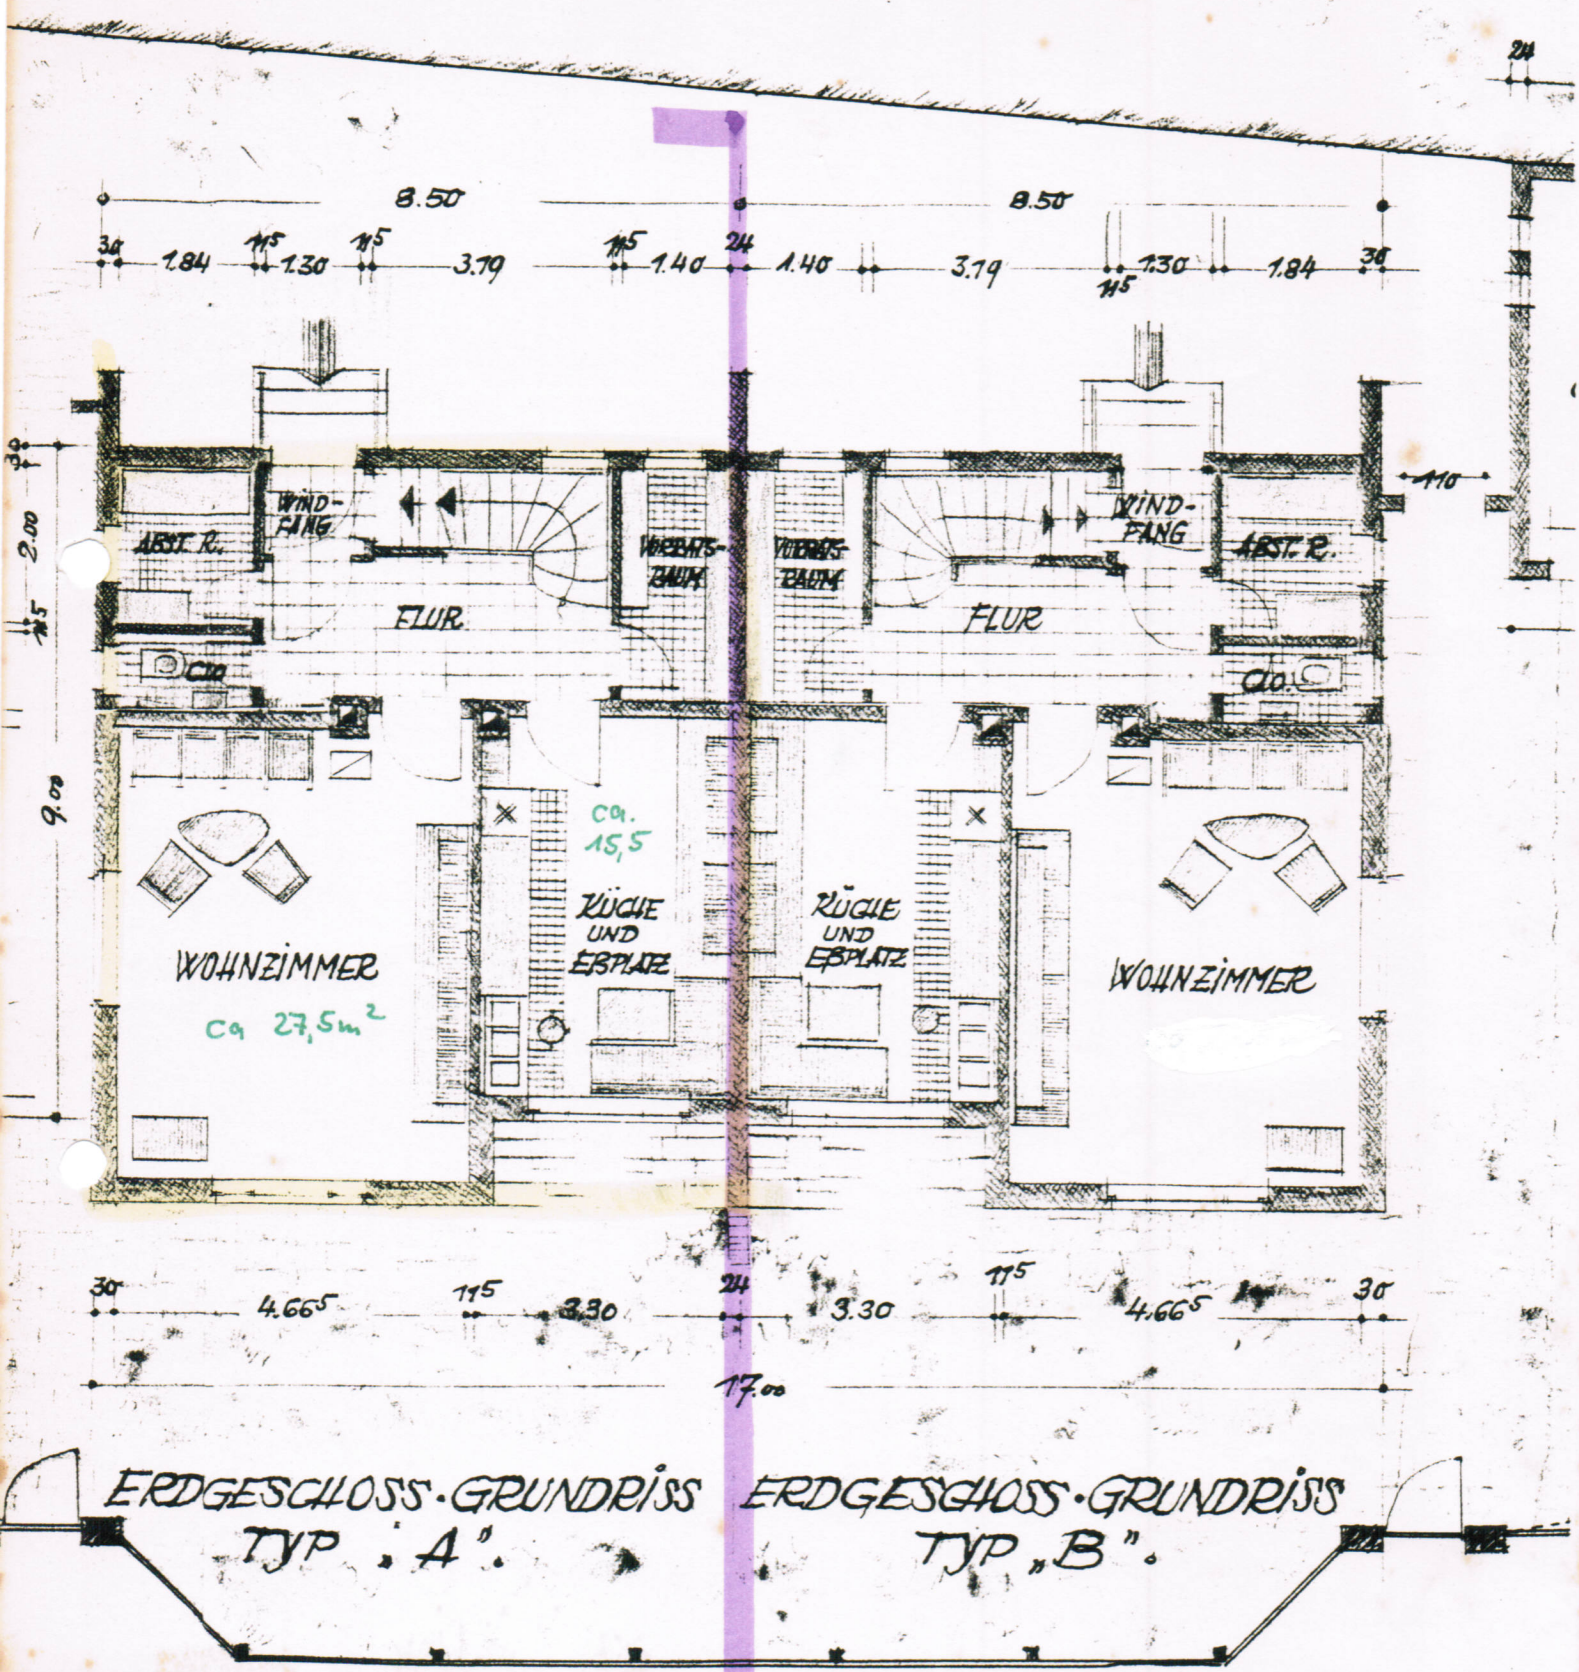 24
8.50 8.50
30 1.84 11⁵ 1.30 11⁵ 3.79 11⁵ 1.40 24 1.40 3.79 11⁵ 1.30 1.84 30
30
2.00
11⁵
9.00
110
WIND-
FANG
ABST. R.
VORRATS-
RAUM
FLUR
CLO
VORRATS-
RAUM
WIND-
FANG
ABST. R.
FLUR
CLO.
ca.
15,5
KÜCHE
UND
EßPLATZ
WOHNZIMMER
ca 27,5m²
KÜCHE
UND
EßPLATZ
WOHNZIMMER
30 4.66⁵ 11⁵ 3.30 24 3.30 11⁵ 4.66⁵ 30
17.00
ERDGESCHOSS·GRUNDRISS
TYP „A".
ERDGESCHOSS·GRUNDRISS
TYP „B".